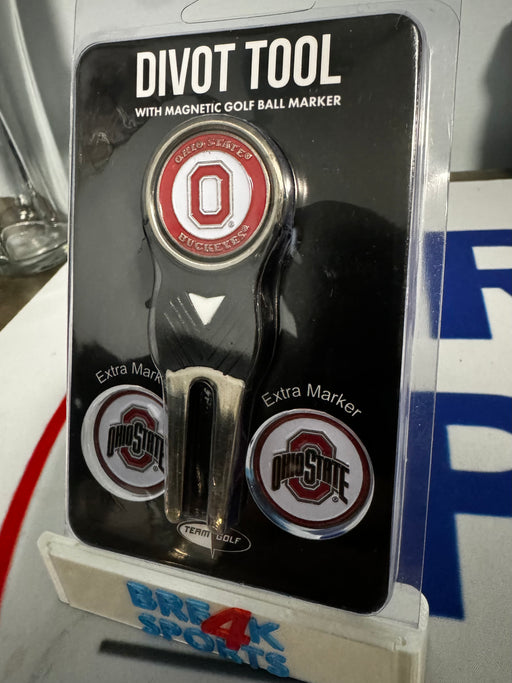 DIVOT TOOL
WITH MAGNETIC GOLF BALL MARKER
OHIO STATE
O
BUCKEYES
Extra Mark
Extra Marker
OHIO STATE
OHIO STATE
TEAM GOLF
BRE4K
SPORTS
R
P